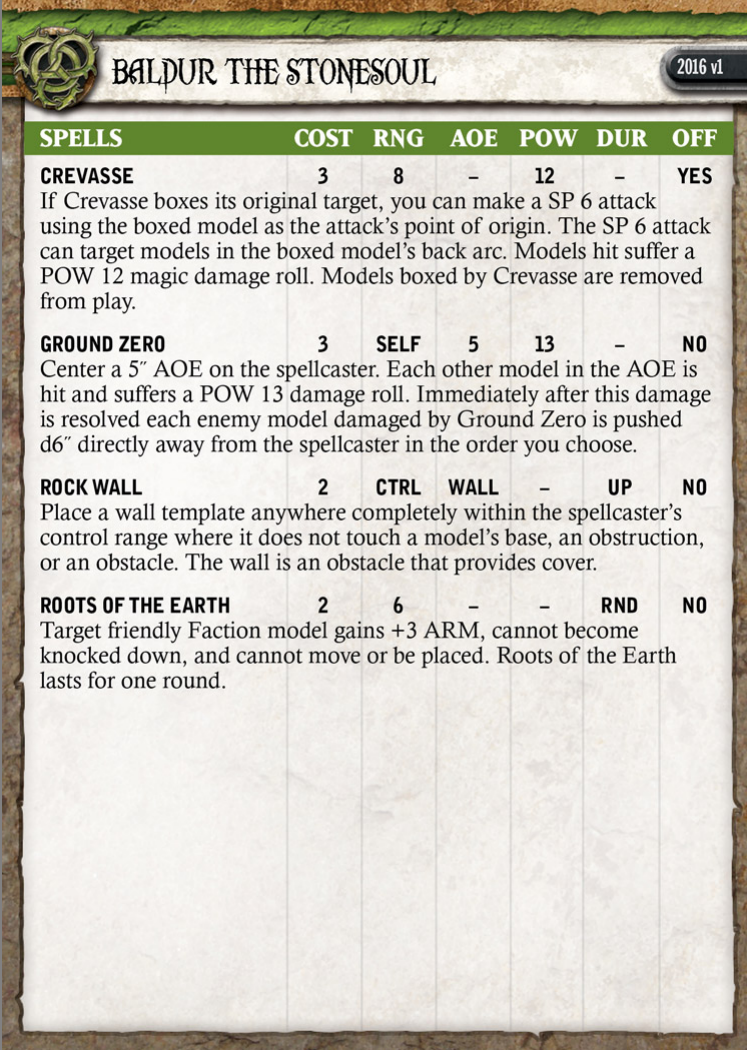 BALDUR THE STONESOUL
2016 v1
SPELLS COST RNG AOE POW DUR OFF
CREVASSE 3 8 – 12 – YES
If Crevasse boxes its original target, you can make a SP 6 attack
using the boxed model as the attack’s point of origin. The SP 6 attack
can target models in the boxed model’s back arc. Models hit suffer a
POW 12 magic damage roll. Models boxed by Crevasse are removed
from play.
GROUND ZERO 3 SELF 5 13 – NO
Center a 5″ AOE on the spellcaster. Each other model in the AOE is
hit and suffers a POW 13 damage roll. Immediately after this damage
is resolved each enemy model damaged by Ground Zero is pushed
d6″ directly away from the spellcaster in the order you choose.
ROCK WALL 2 CTRL WALL – UP NO
Place a wall template anywhere completely within the spellcaster’s
control range where it does not touch a model’s base, an obstruction,
or an obstacle. The wall is an obstacle that provides cover.
ROOTS OF THE EARTH 2 6 – – RND NO
Target friendly Faction model gains +3 ARM, cannot become
knocked down, and cannot move or be placed. Roots of the Earth
lasts for one round.